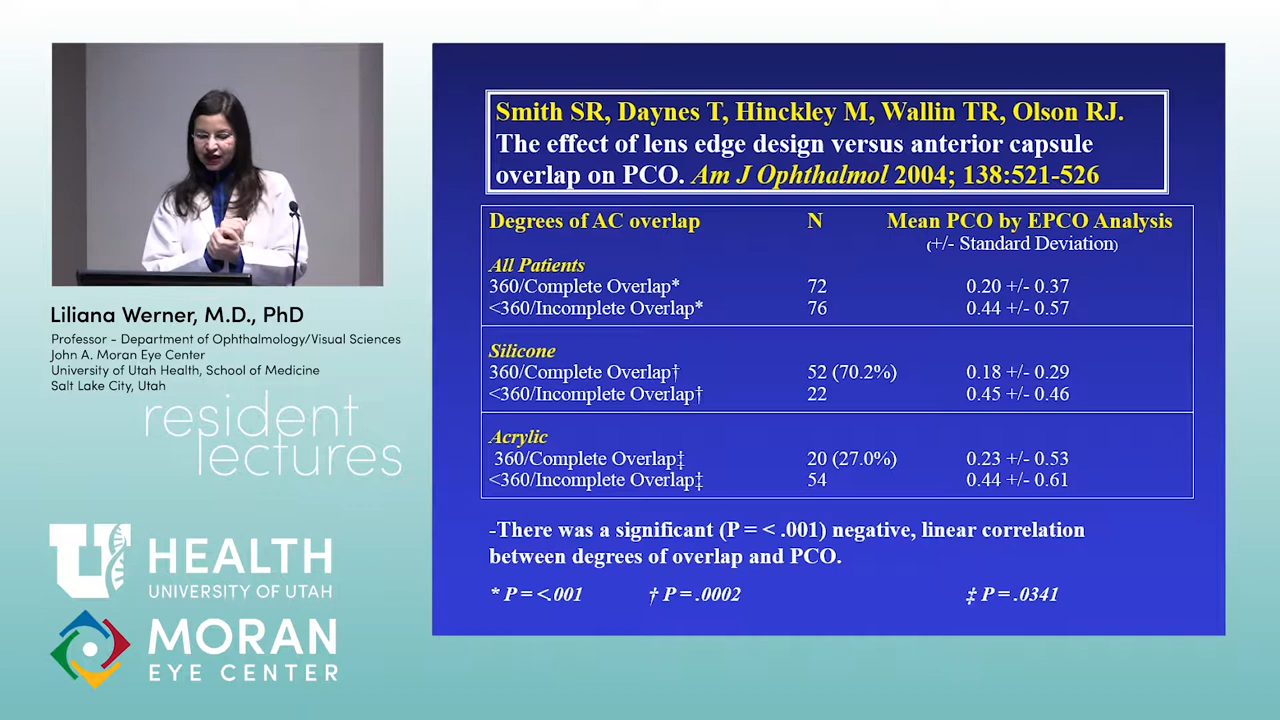 Smith SR, Daynes T, Hinckley M, Wallin TR, Olson RJ.
The effect of lens edge design versus anterior capsule
overlap on PCO. Am J Ophthalmol 2004; 138:521-526
Degrees of AC overlap N Mean PCO by EPCO Analysis
(+/- Standard Deviation)
All Patients
360/Complete Overlap* 72 0.20 +/- 0.37
<360/Incomplete Overlap* 76 0.44 +/- 0.57
Silicone
360/Complete Overlap† 52 (70.2%) 0.18 +/- 0.29
<360/Incomplete Overlap† 22 0.45 +/- 0.46
Acrylic
360/Complete Overlap‡ 20 (27.0%) 0.23 +/- 0.53
<360/Incomplete Overlap‡ 54 0.44 +/- 0.61
-There was a significant (P = < .001) negative, linear correlation
between degrees of overlap and PCO.
* P = <.001 † P = .0002 ‡ P = .0341
Liliana Werner, M.D., PhD
Professor - Department of Ophthalmology/Visual Sciences
John A. Moran Eye Center
University of Utah Health, School of Medicine
Salt Lake City, Utah
resident
lectures
U HEALTH
UNIVERSITY OF UTAH
MORAN
EYE CENTER